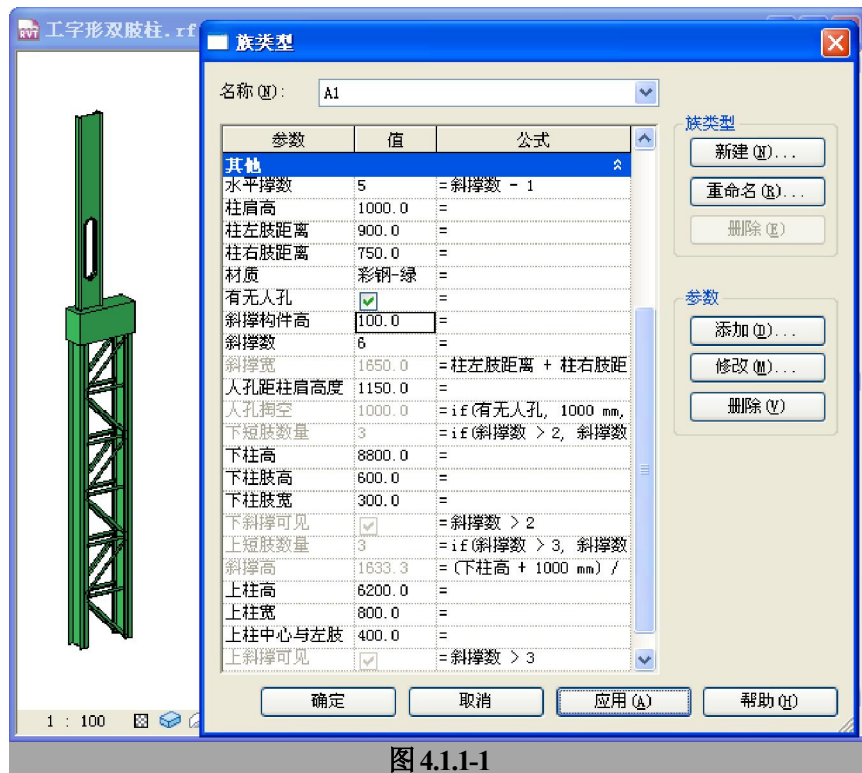 工字形双肢柱.rf
族类型
名称(N): A1
参数 值 公式
其他
水平撑数 5 =斜撑数 - 1
柱肩高 1000.0 =
柱左肢距离 900.0 =
柱右肢距离 750.0 =
材质 彩钢-绿 =
有无人孔 =
斜撑构件高 100.0 =
斜撑数 6 =
斜撑宽 1650.0 =柱左肢距离 + 柱右肢距
人孔距柱肩高度 1150.0 =
人孔掏空 1000.0 =if(有无人孔, 1000 mm,
下短肢数量 3 =if(斜撑数 > 2, 斜撑数
下柱高 8800.0 =
下柱肢高 600.0 =
下柱肢宽 300.0 =
下斜撑可见 =斜撑数 > 2
上短肢数量 3 =if(斜撑数 > 3, 斜撑数
斜撑高 1633.3 =(下柱高 + 1000 mm) /
上柱高 6200.0 =
上柱宽 800.0 =
上柱中心与左肢 400.0 =
上斜撑可见 =斜撑数 > 3
族类型
新建(N)...
重命名(R)...
删除(E)
参数
添加(D)...
修改(M)...
删除(V)
确定 取消 应用(A) 帮助(H)
1 : 100
图 4.1.1-1